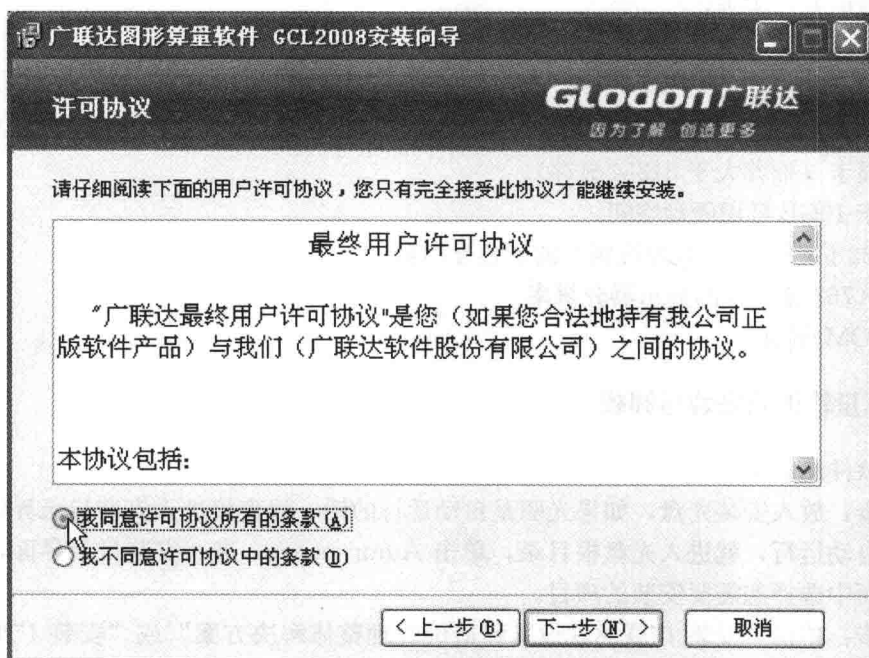 广联达图形算量软件 GCL2008安装向导
许可协议
GLodon广联达
因为了解 创造更多
请仔细阅读下面的用户许可协议,您只有完全接受此协议才能继续安装。
最终用户许可协议
"广联达最终用户许可协议"是您(如果您合法地持有我公司正
版软件产品)与我们(广联达软件股份有限公司)之间的协议。
本协议包括:
我同意许可协议所有的条款(A)
我不同意许可协议中的条款(D)
< 上一步(B)
下一步(N)
取消